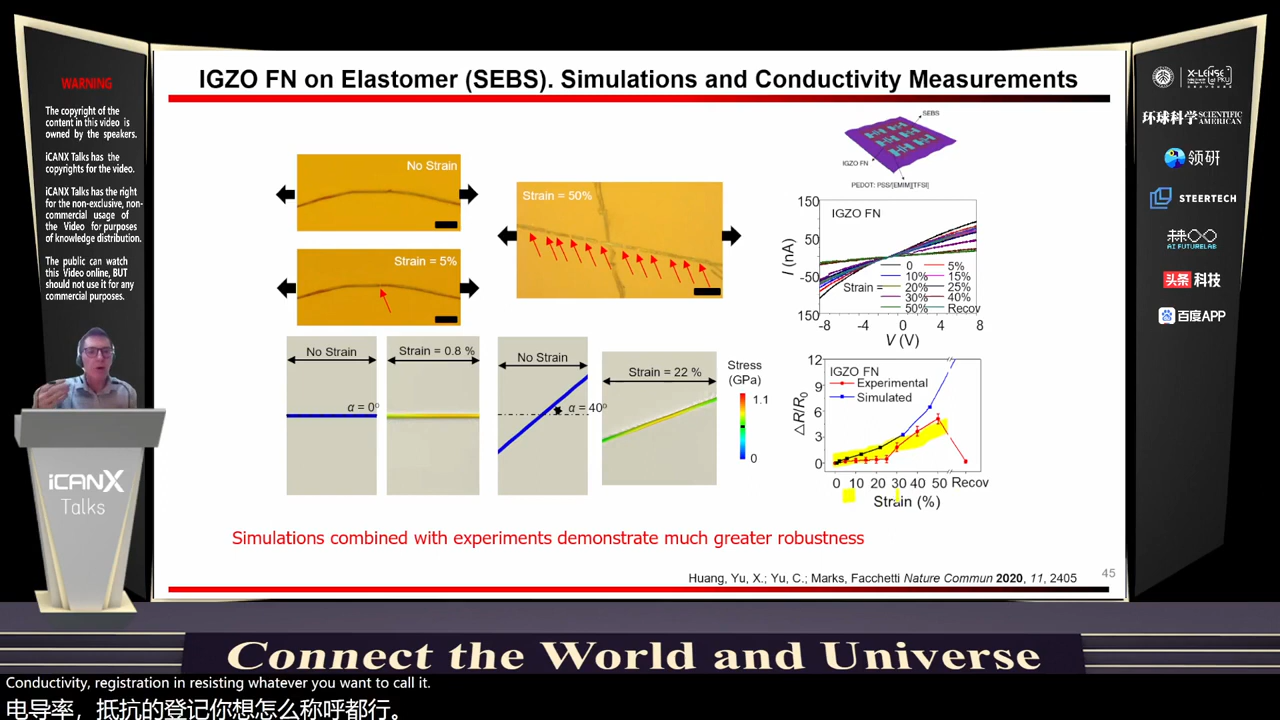 WARNING
The copyright of the
content in this video is
owned by the speakers.
iCANX Talks has the
copyrights for the video.
iCANX Talks has the right
for the non-exclusive, non-
commercial usage of
the Video for purposes
of knowledge distribution.
The public can watch
this Video online, BUT
should not use it for any
commercial purposes.
iCANX
Talks
IGZO FN on Elastomer (SEBS). Simulations and Conductivity Measurements
No Strain
Strain = 5%
Strain = 50%
No Strain
α = 0º
Strain = 0.8 %
No Strain
α = 40º
Strain = 22 %
Stress
(GPa)
1.1
0
SEBS
IGZO FN
PEDOT: PSS/[EMIM][TFSI]
150
50
-50
150
I (nA)
IGZO FN
Strain =
0
5%
10%
15%
20%
25%
30%
40%
50%
Recov
-8 -4 0 4 8
V (V)
12
9
6
3
0
ΔR/R0
IGZO FN
Experimental
Simulated
0 10 20 30 40 50 Recov
Strain (%)
Simulations combined with experiments demonstrate much greater robustness
Huang, Yu, X.; Yu, C.; Marks, Facchetti Nature Commun 2020, 11, 2405
45
X-LENSE
环球科学 SCIENTIFIC AMERICAN
领研
STEERTECH
AI FUTURELAB
头条科技
百度APP
Connect the World and Universe
Conductivity, registration in resisting whatever you want to call it.
电导率，抵抗的登记你想怎么称呼都行。